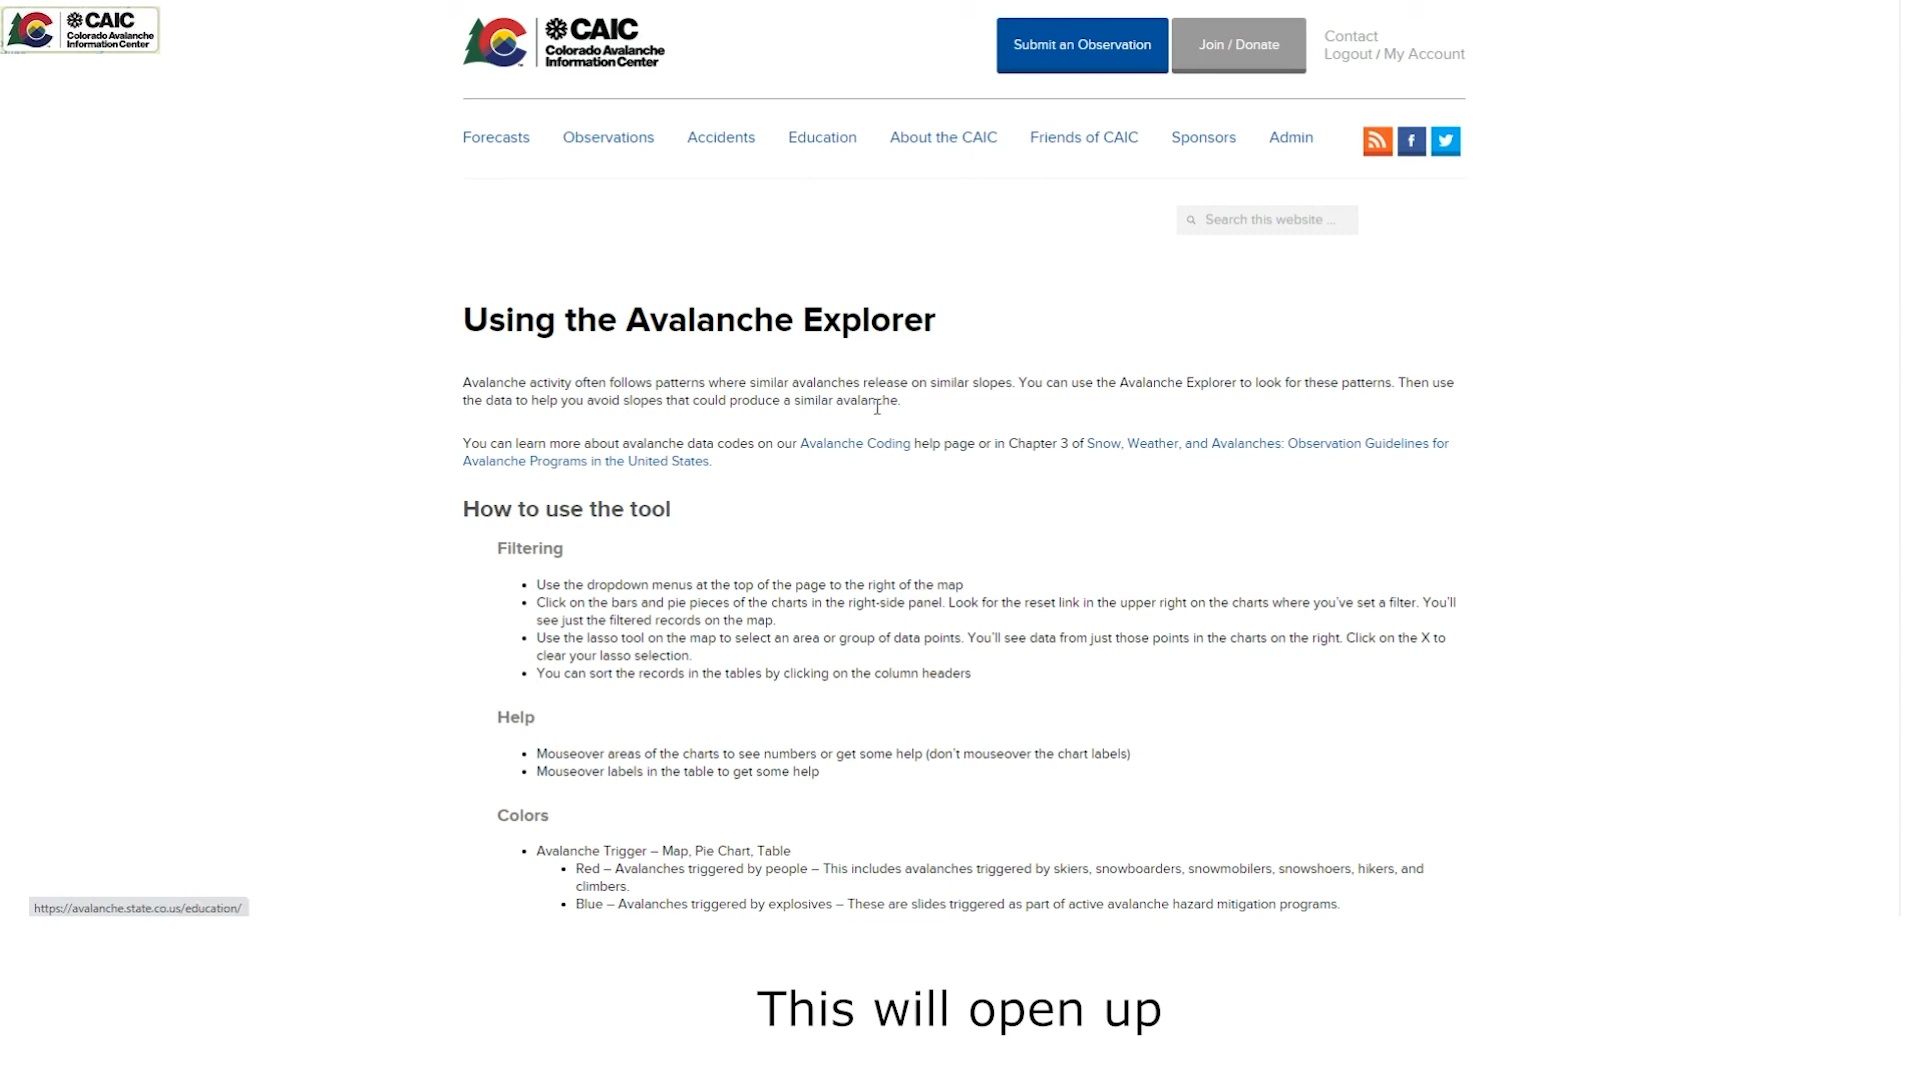 CAIC
Colorado Avalanche
Information Center
CAIC
Colorado Avalanche
Information Center
Submit an Observation
Join / Donate
Contact
Logout / My Account
Forecasts Observations Accidents Education About the CAIC Friends of CAIC Sponsors Admin
Search this website ...
Using the Avalanche Explorer
Avalanche activity often follows patterns where similar avalanches release on similar slopes. You can use the Avalanche Explorer to look for these patterns. Then use
the data to help you avoid slopes that could produce a similar avalanche.
You can learn more about avalanche data codes on our Avalanche Coding help page or in Chapter 3 of Snow, Weather, and Avalanches: Observation Guidelines for
Avalanche Programs in the United States.
How to use the tool
Filtering
• Use the dropdown menus at the top of the page to the right of the map
• Click on the bars and pie pieces of the charts in the right-side panel. Look for the reset link in the upper right on the charts where you've set a filter. You'll
see just the filtered records on the map.
• Use the lasso tool on the map to select an area or group of data points. You'll see data from just those points in the charts on the right. Click on the X to
clear your lasso selection.
• You can sort the records in the tables by clicking on the column headers
Help
• Mouseover areas of the charts to see numbers or get some help (don't mouseover the chart labels)
• Mouseover labels in the table to get some help
Colors
• Avalanche Trigger – Map, Pie Chart, Table
• Red – Avalanches triggered by people – This includes avalanches triggered by skiers, snowboarders, snowmobilers, snowshoers, hikers, and
climbers.
• Blue – Avalanches triggered by explosives – These are slides triggered as part of active avalanche hazard mitigation programs.
https://avalanche.state.co.us/education/
This will open up